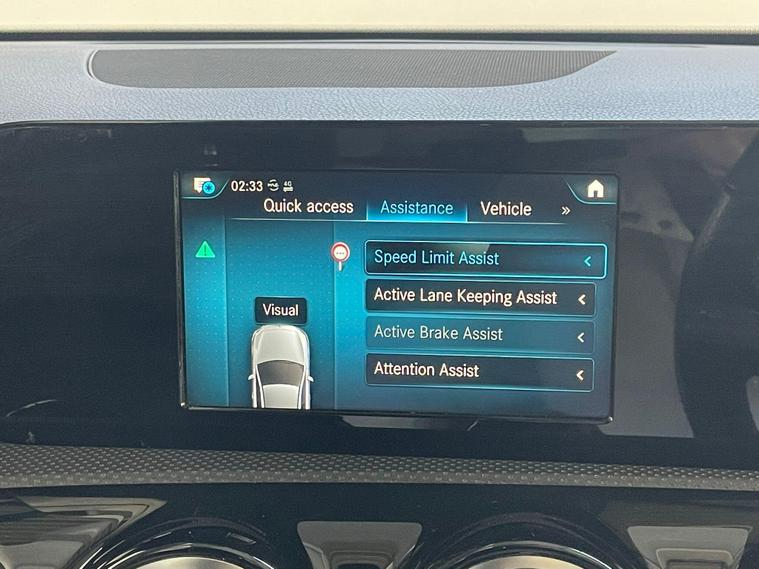 02:33 4G
Quick access Assistance Vehicle »
Speed Limit Assist
Active Lane Keeping Assist
Visual
Active Brake Assist
Attention Assist